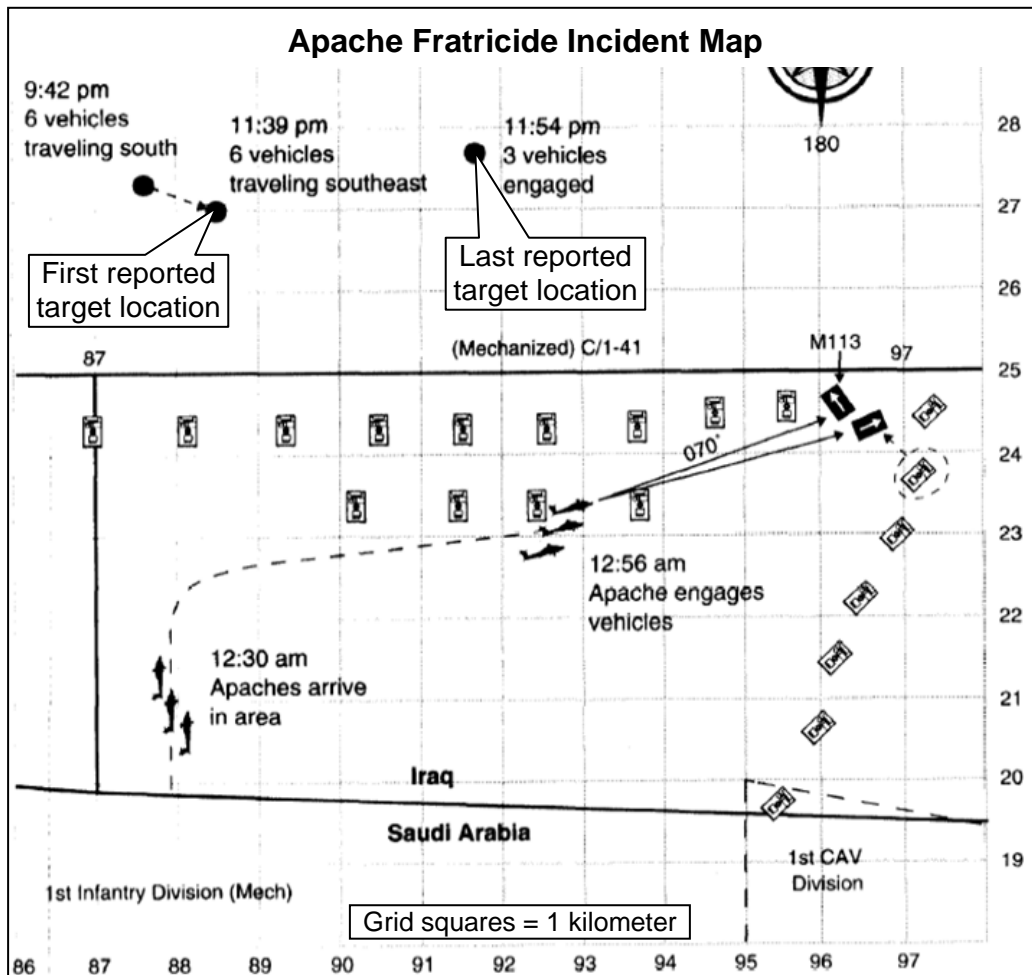 Apache Fratricide Incident Map
9:42 pm
6 vehicles
traveling south
11:39 pm
6 vehicles
traveling southeast
11:54 pm
3 vehicles
engaged
180
28
27
26
First reported
target location
Last reported
target location
(Mechanized) C/1-41
M113
87
97
25
070°
24
23
12:56 am
Apache engages
vehicles
22
12:30 am
Apaches arrive
in area
21
Iraq
20
Saudi Arabia
19
1st CAV
Division
1st Infantry Division (Mech)
Grid squares = 1 kilometer
86 87 88 89 90 91 92 93 94 95 96 97